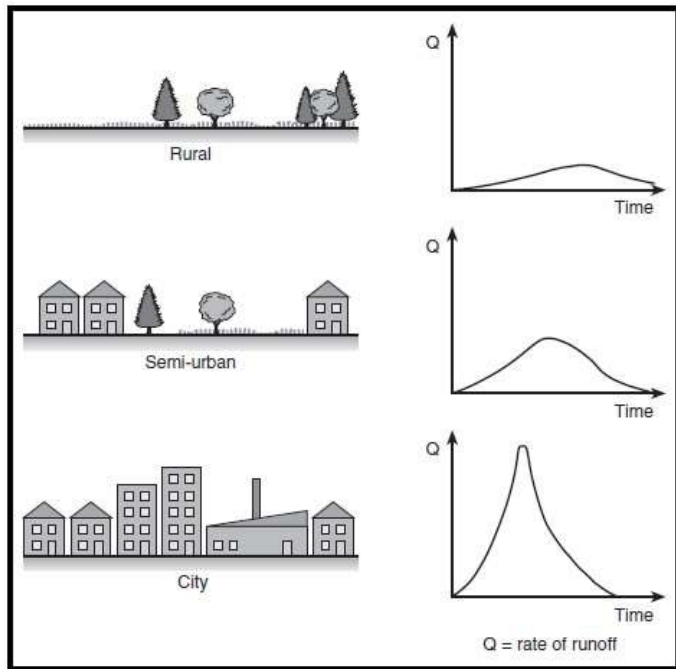 Q
Time
Rural
Q
Time
Semi-urban
Q
Time
City
Q = rate of runoff